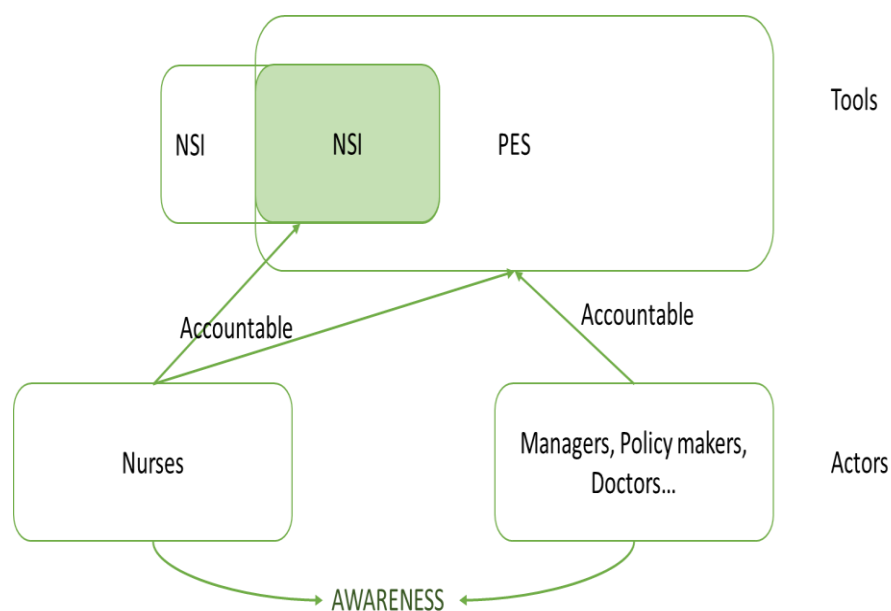 Tools
NSI
NSI
PES
Accountable
Accountable
Nurses
Managers, Policy makers,
Doctors...
Actors
AWARENESS